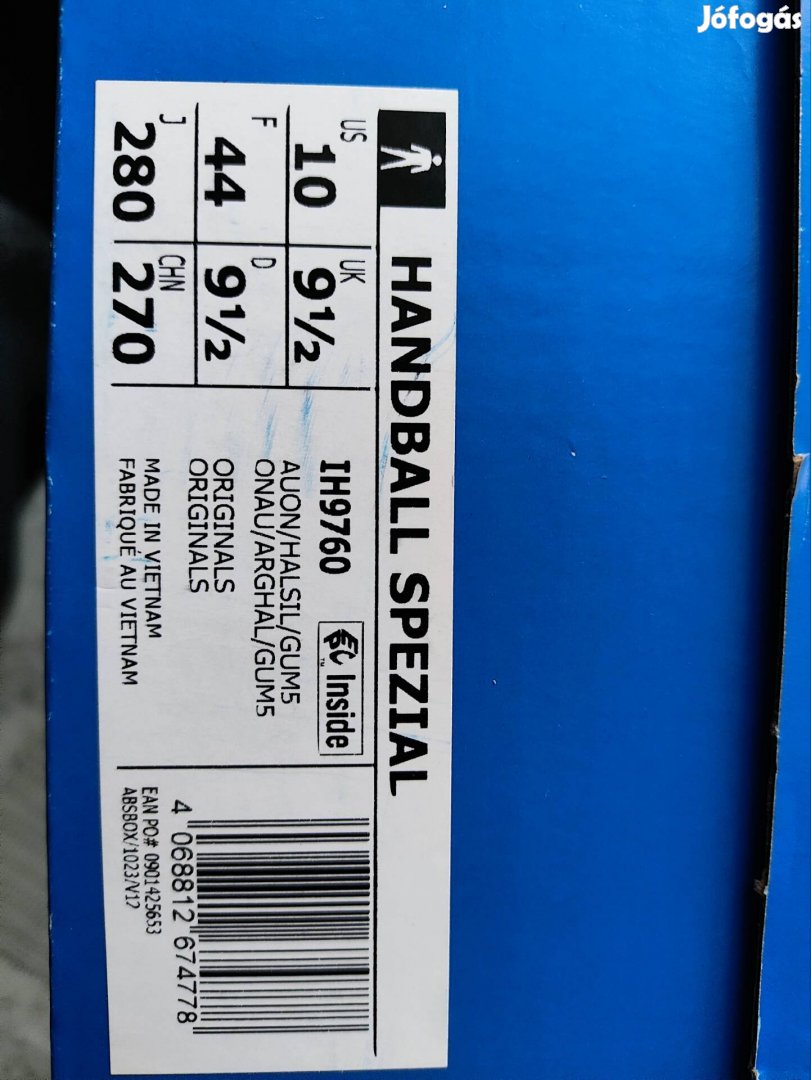 Jófogás
HANDBALL SPEZIAL
US 10
UK 9½
F 44
D 9½
J 280
CHN 270
IH9760
EPC Inside™
AUON/HALSIL/GUM5
ONAU/ARGHAL/GUM5
ORIGINALS
ORIGINALS
MADE IN VIETNAM
FABRIQUÉ AU VIETNAM
4 068812 674778
EAN PO# 0901425653
ABSBOX/1023/V12